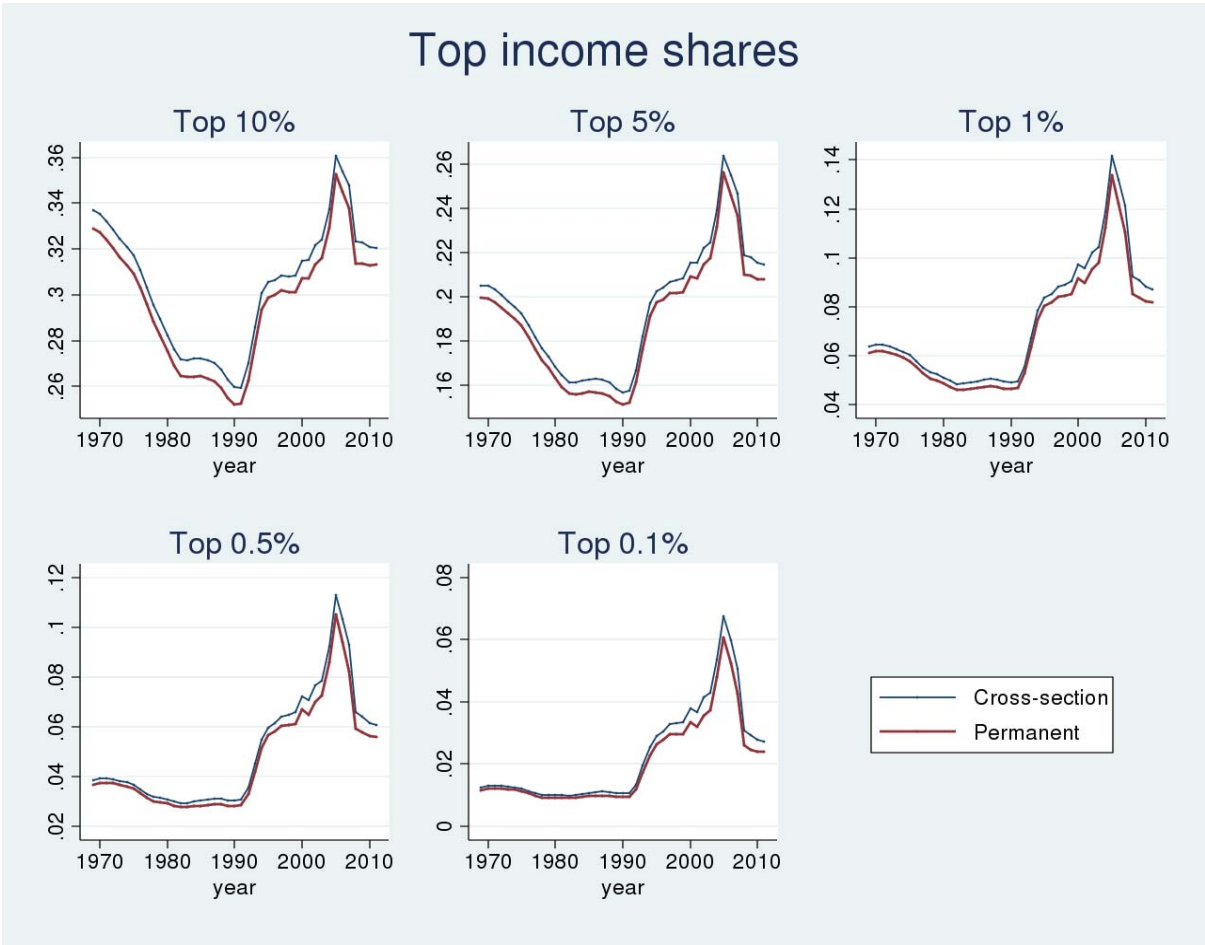 Top income shares
Top 10%
.36
.34
.32
.3
.28
.26
1970 1980 1990 2000 2010
year
Top 5%
.26
.24
.22
.2
.18
.16
1970 1980 1990 2000 2010
year
Top 1%
.14
.12
.1
.08
.06
.04
1970 1980 1990 2000 2010
year
Top 0.5%
.12
.1
.08
.06
.04
.02
1970 1980 1990 2000 2010
year
Top 0.1%
.08
.06
.04
.02
0
1970 1980 1990 2000 2010
year
Cross-section
Permanent